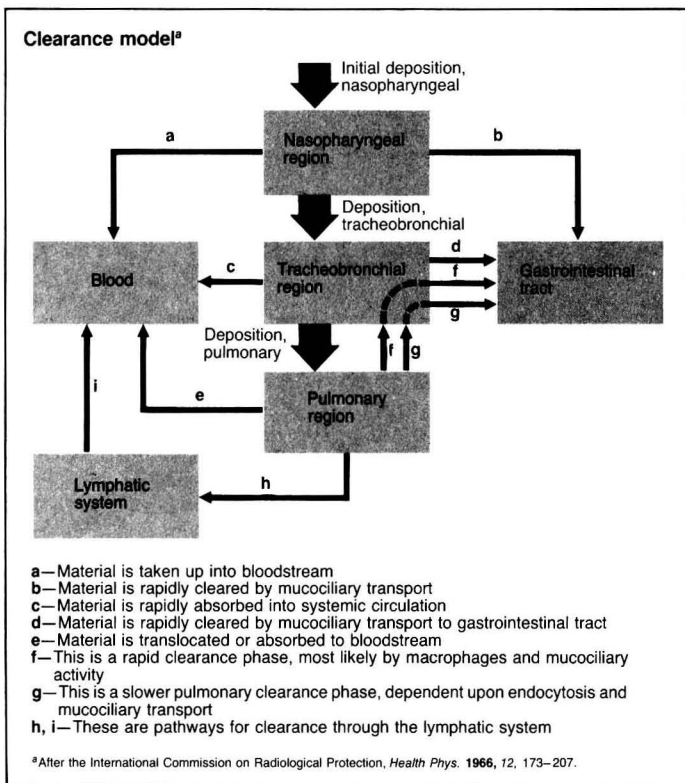 Clearance modelᵃ
Initial deposition,
nasopharyngeal
a
Nasopharyngeal
region
b
Deposition,
tracheobronchial
Blood
c
Tracheobronchial
region
d
f
g
Gastrointestinal
tract
Deposition,
pulmonary
f
g
i
e
Pulmonary
region
Lymphatic
system
h
a—Material is taken up into bloodstream
b—Material is rapidly cleared by mucociliary transport
c—Material is rapidly absorbed into systemic circulation
d—Material is rapidly cleared by mucociliary transport to gastrointestinal tract
e—Material is translocated or absorbed to bloodstream
f—This is a rapid clearance phase, most likely by macrophages and mucociliary
activity
g—This is a slower pulmonary clearance phase, dependent upon endocytosis and
mucociliary transport
h, i—These are pathways for clearance through the lymphatic system
ᵃAfter the International Commission on Radiological Protection, Health Phys. 1966, 12, 173–207.